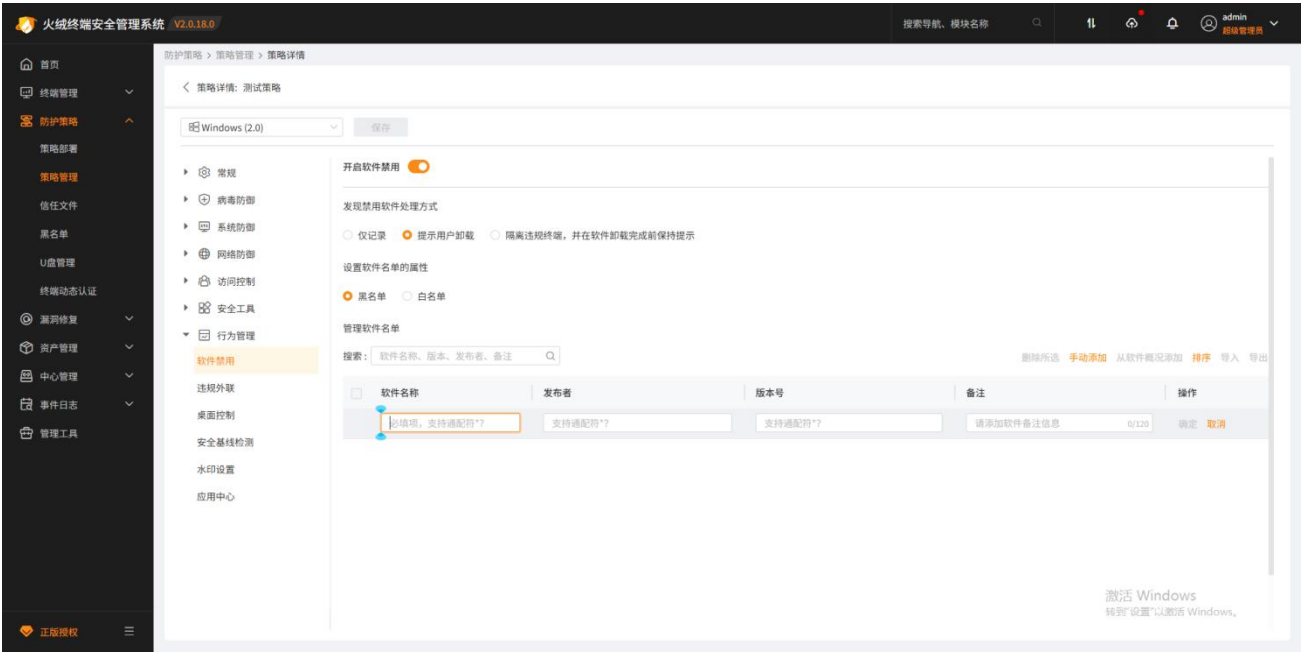 火绒终端安全管理系统 V2.0.18.0
搜索导航、模块名称
admin
超级管理员
首页
终端管理
防护策略
策略部署
策略管理
信任文件
黑名单
U盘管理
终端动态认证
漏洞修复
资产管理
中心管理
事件日志
管理工具
正版授权
防护策略 > 策略管理 > 策略详情
策略详情: 测试策略
Windows (2.0)
保存
常规
病毒防御
系统防御
网络防御
访问控制
安全工具
行为管理
软件禁用
违规外联
桌面控制
安全基线检测
水印设置
应用中心
开启软件禁用
发现禁用软件处理方式
仅记录 提示用户卸载 隔离违规终端，并在软件卸载完成前保持提示
设置软件名单的属性
黑名单 白名单
管理软件名单
搜索: 软件名称、版本、发布者、备注
删除所选 手动添加 从软件概况添加 排序 导入 导出
软件名称 发布者 版本号 备注 操作
必填项，支持通配符*? 支持通配符*? 支持通配符*? 请添加软件备注信息 0/120 确定 取消
激活 Windows
转到"设置"以激活 Windows。